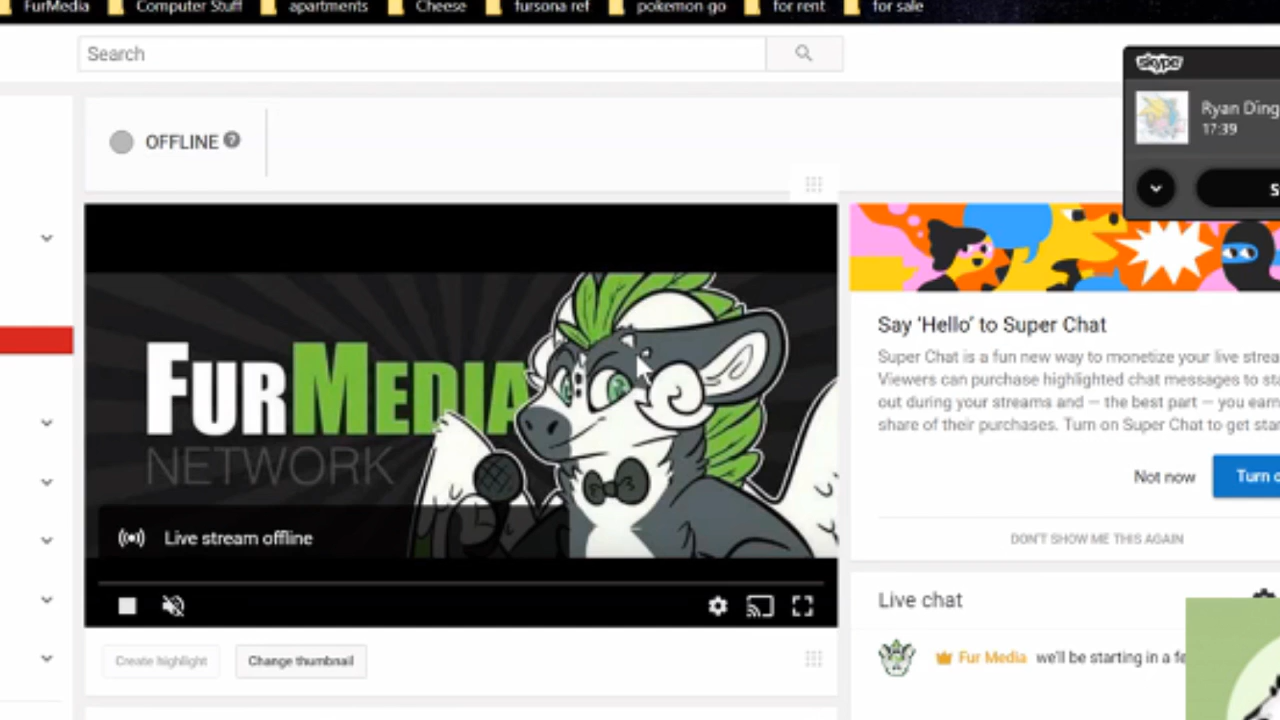 FurMedia
Computer Stuff
apartments
Cheese
fursona ref
pokemon go
for rent
for sale
Search
skype
Ryan Ding
17:39
OFFLINE ?
S
FURMEDIA
NETWORK
Live stream offline
Say 'Hello' to Super Chat
Super Chat is a fun new way to monetize your live strea
Viewers can purchase highlighted chat messages to sta
out during your streams and — the best part — you earn
share of their purchases. Turn on Super Chat to get star
Not now
Turn o
DON'T SHOW ME THIS AGAIN
Live chat
Fur Media we'll be starting in a fe
Create highlight
Change thumbnail